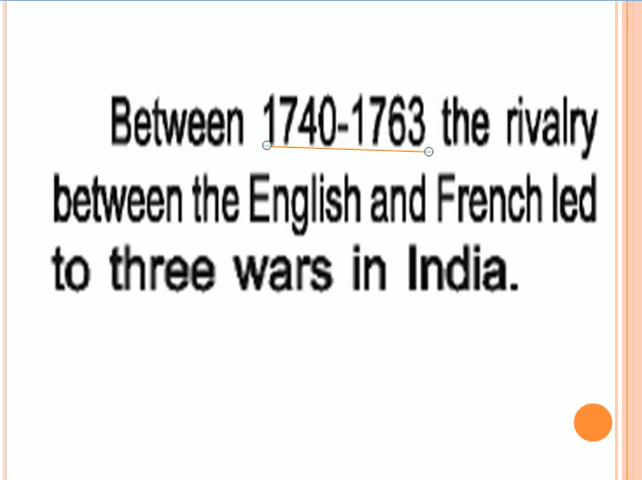 Between 1740-1763 the rivalry
between the English and French led
to three wars in India.